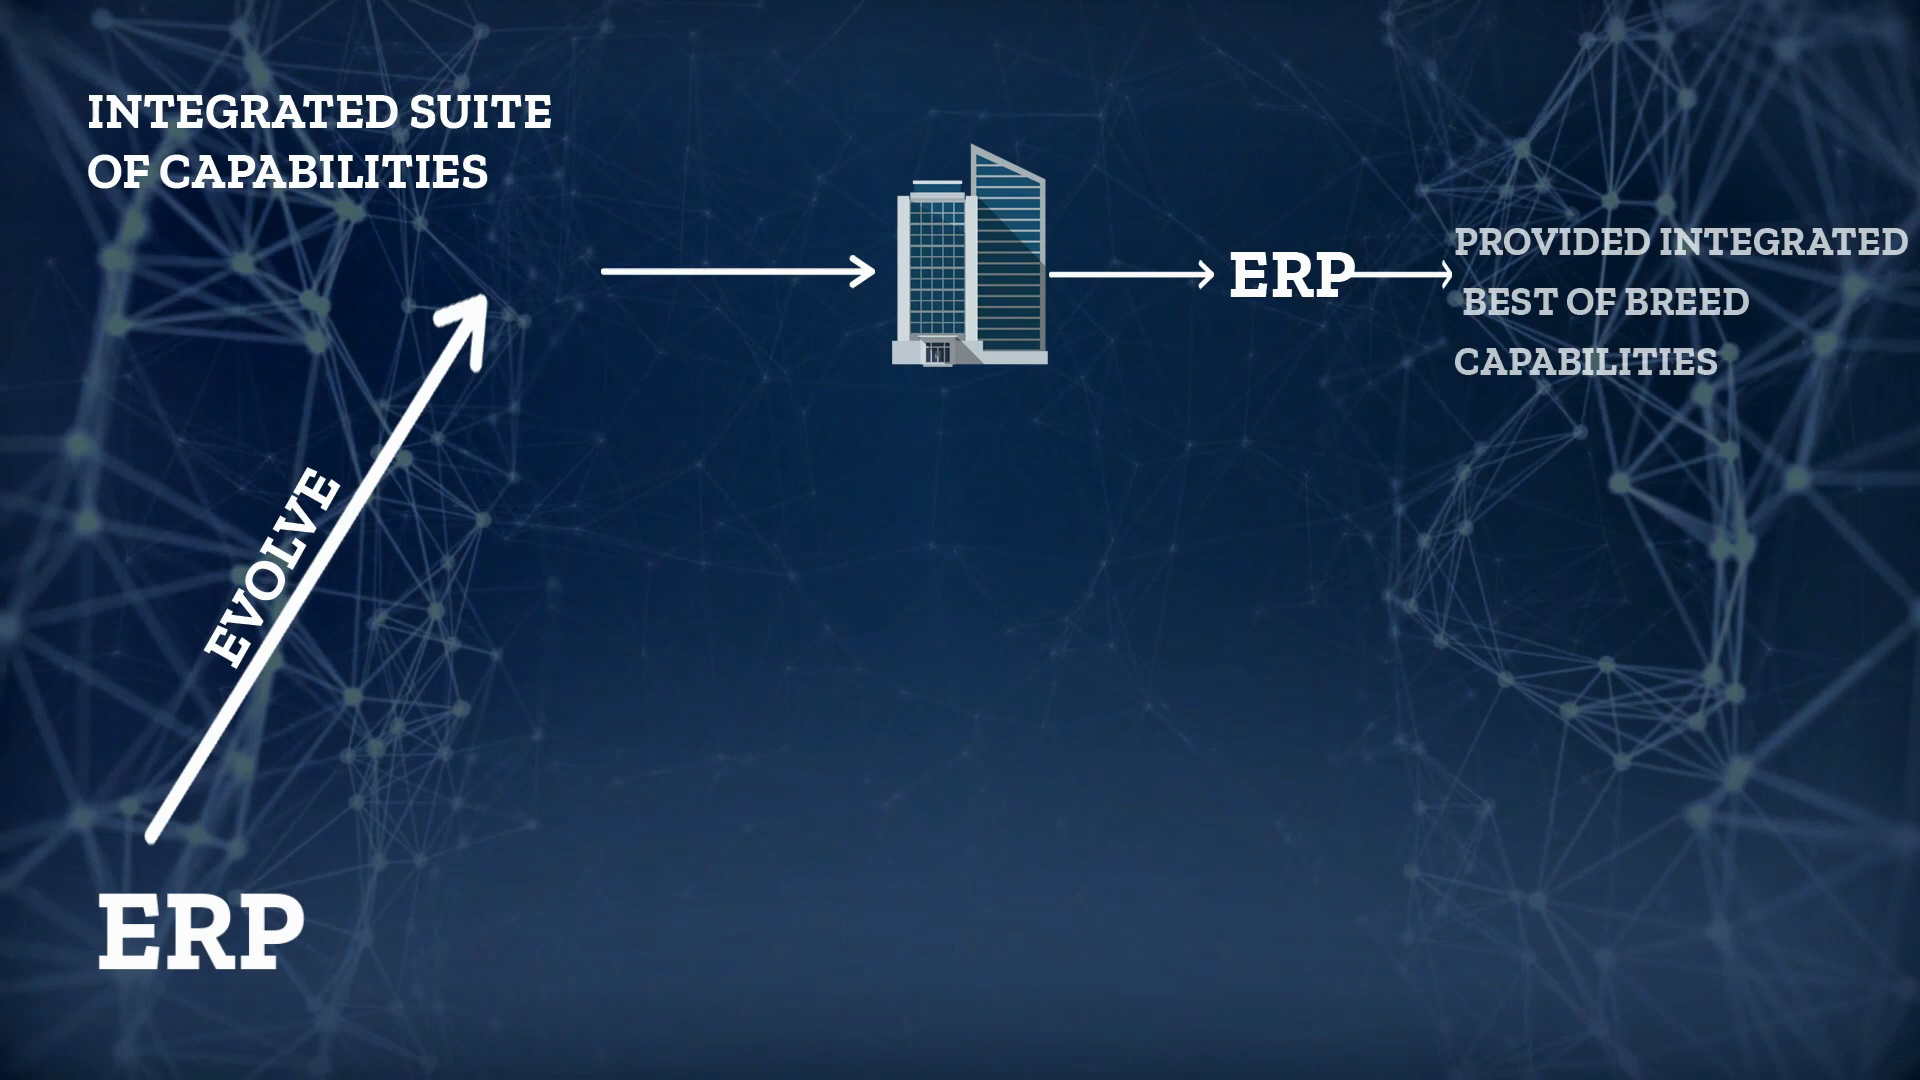 INTEGRATED SUITE
OF CAPABILITIES
ERP
PROVIDED INTEGRATED
BEST OF BREED
CAPABILITIES
EVOLVE
ERP